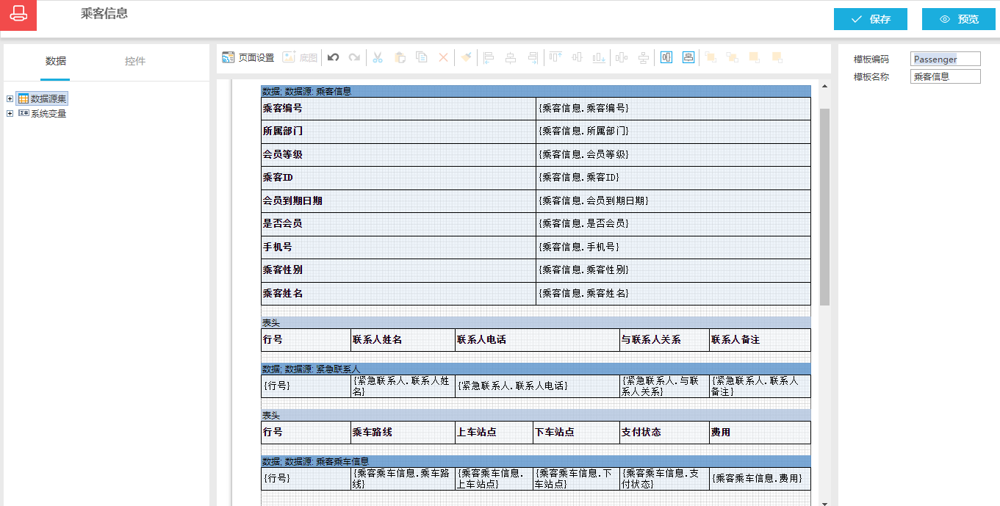 乘客信息
保存
预览
数据
控件
数据源集
系统变量
页面设置
底图
模板编码
Passenger
模板名称
乘客信息
数据; 数据源: 乘客信息
乘客编号 {乘客信息.乘客编号}
所属部门 {乘客信息.所属部门}
会员等级 {乘客信息.会员等级}
乘客ID {乘客信息.乘客ID}
会员到期日期 {乘客信息.会员到期日期}
是否会员 {乘客信息.是否会员}
手机号 {乘客信息.手机号}
乘客性别 {乘客信息.乘客性别}
乘客姓名 {乘客信息.乘客姓名}
表头
行号 联系人姓名 联系人电话 与联系人关系 联系人备注
数据; 数据源: 紧急联系人
{行号}
{紧急联系人.联系人姓
名}
{紧急联系人.联系人电话}
{紧急联系人.与联
系人关系}
{紧急联系人.联系人
备注}
表头
行号 乘车路线 上车站点 下车站点 支付状态 费用
数据; 数据源: 乘客乘车信息
{行号}
{乘客乘车信息.乘车路
线}
{乘客乘车信息.
上车站点}
{乘客乘车信息.下
车站点}
{乘客乘车信息.支
付状态}
{乘客乘车信息.费用}